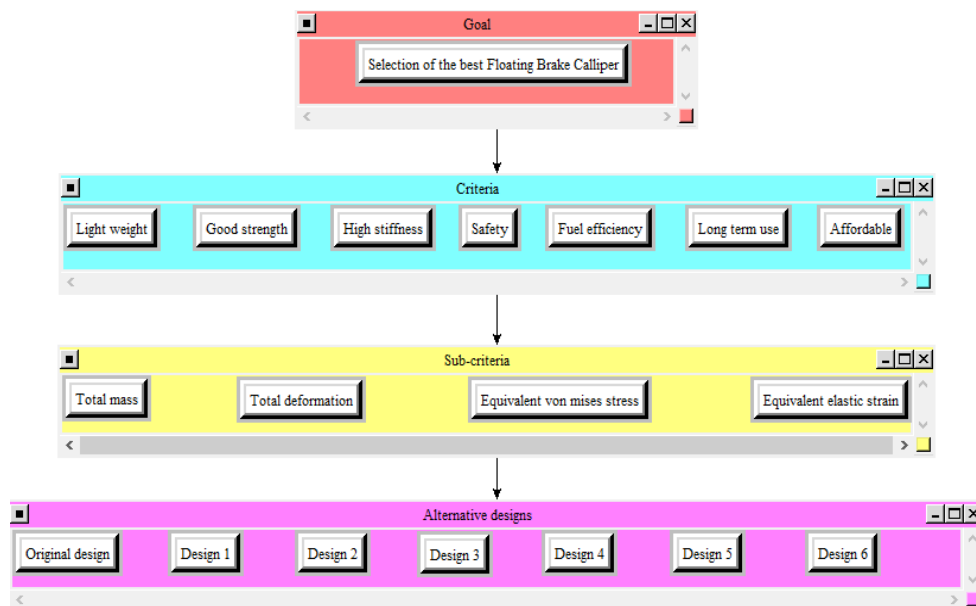 Goal
Selection of the best Floating Brake Calliper
Criteria
Light weight
Good strength
High stiffness
Safety
Fuel efficiency
Long term use
Affordable
Sub-criteria
Total mass
Total deformation
Equivalent von mises stress
Equivalent elastic strain
Alternative designs
Original design
Design 1
Design 2
Design 3
Design 4
Design 5
Design 6